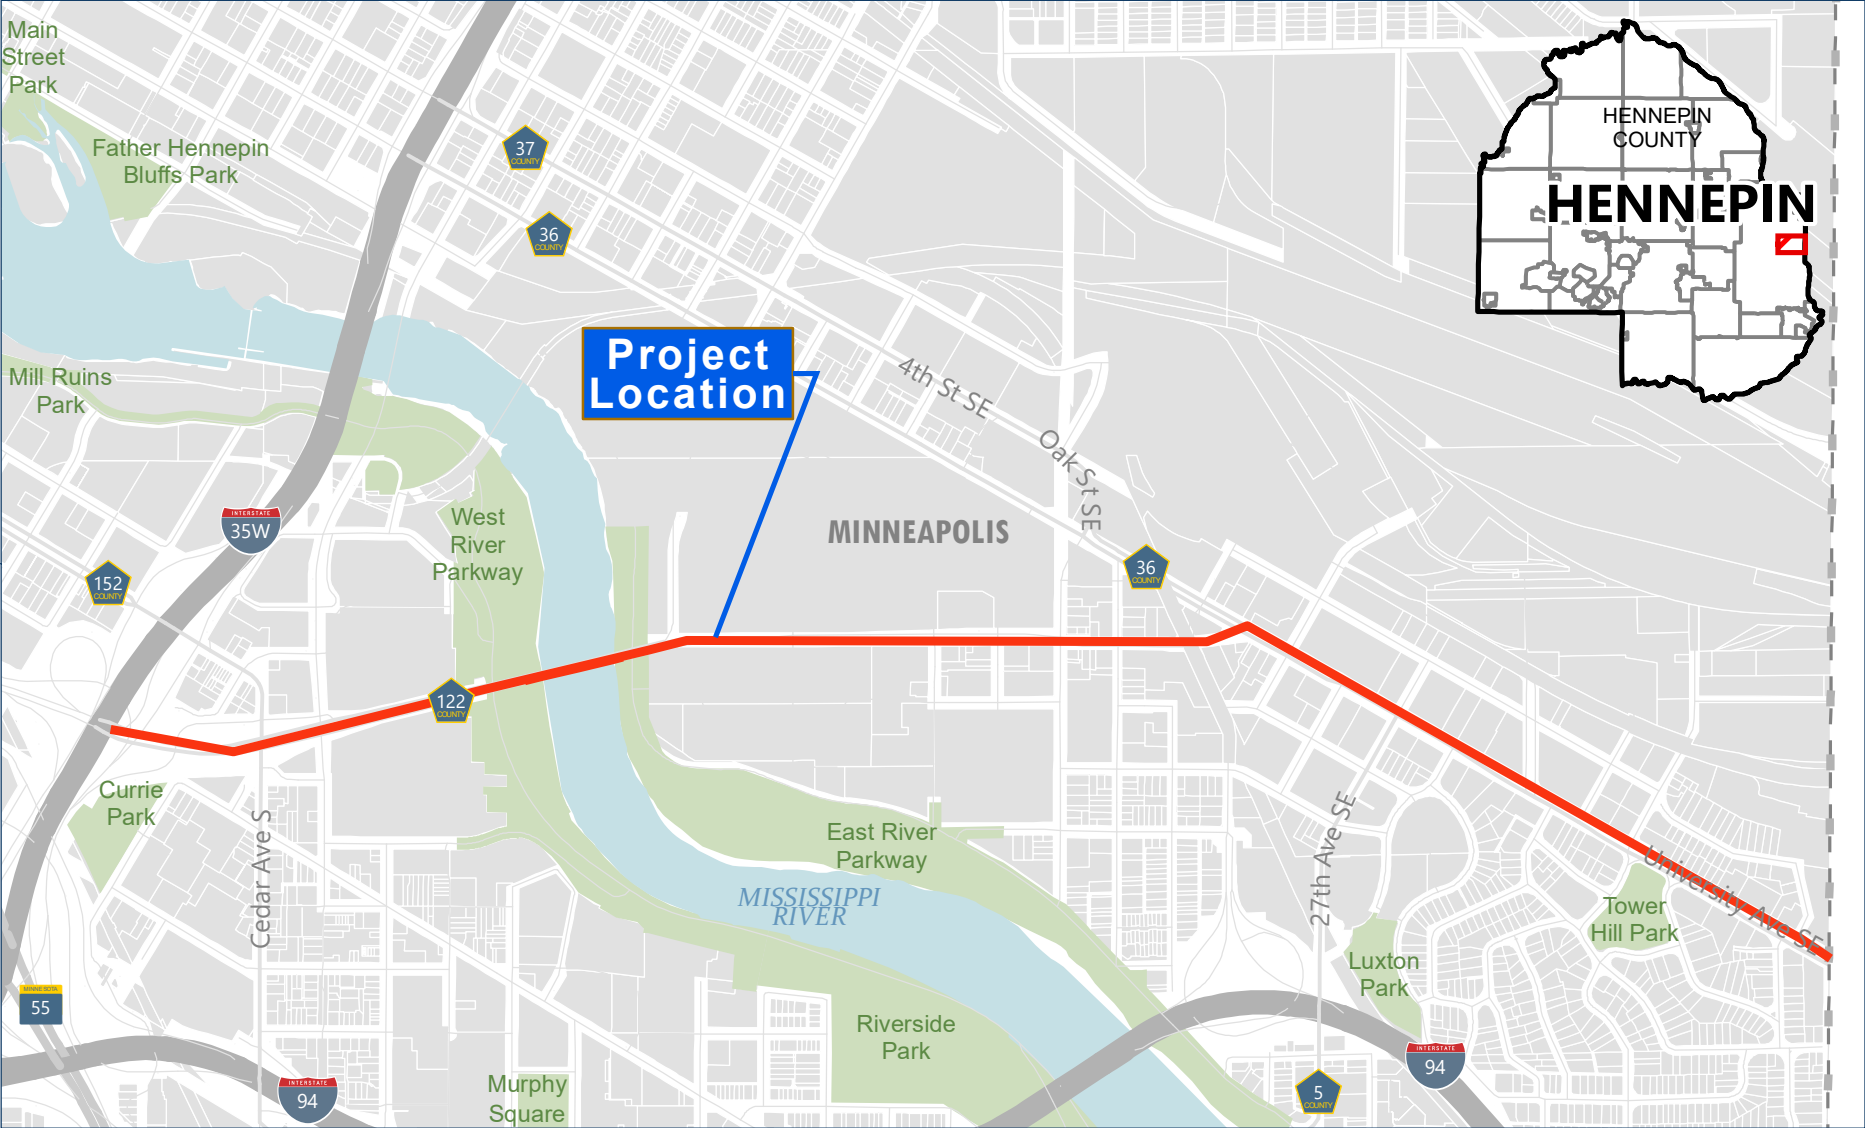 Main
Street
Park
Father Hennepin
Bluffs Park
37
COUNTY
36
COUNTY
HENNEPIN
COUNTY
HENNEPIN
Project
Location
Mill Ruins
Park
4th St SE
Oak St SE
INTERSTATE
35W
West
River
Parkway
MINNEAPOLIS
36
COUNTY
152
COUNTY
122
COUNTY
Currie
Park
Cedar Ave S
East River
Parkway
MISSISSIPPI
RIVER
27th Ave SE
University Ave SE
Tower
Hill Park
Luxton
Park
MINNESOTA
55
Riverside
Park
INTERSTATE
94
INTERSTATE
94
Murphy
Square
5
COUNTY